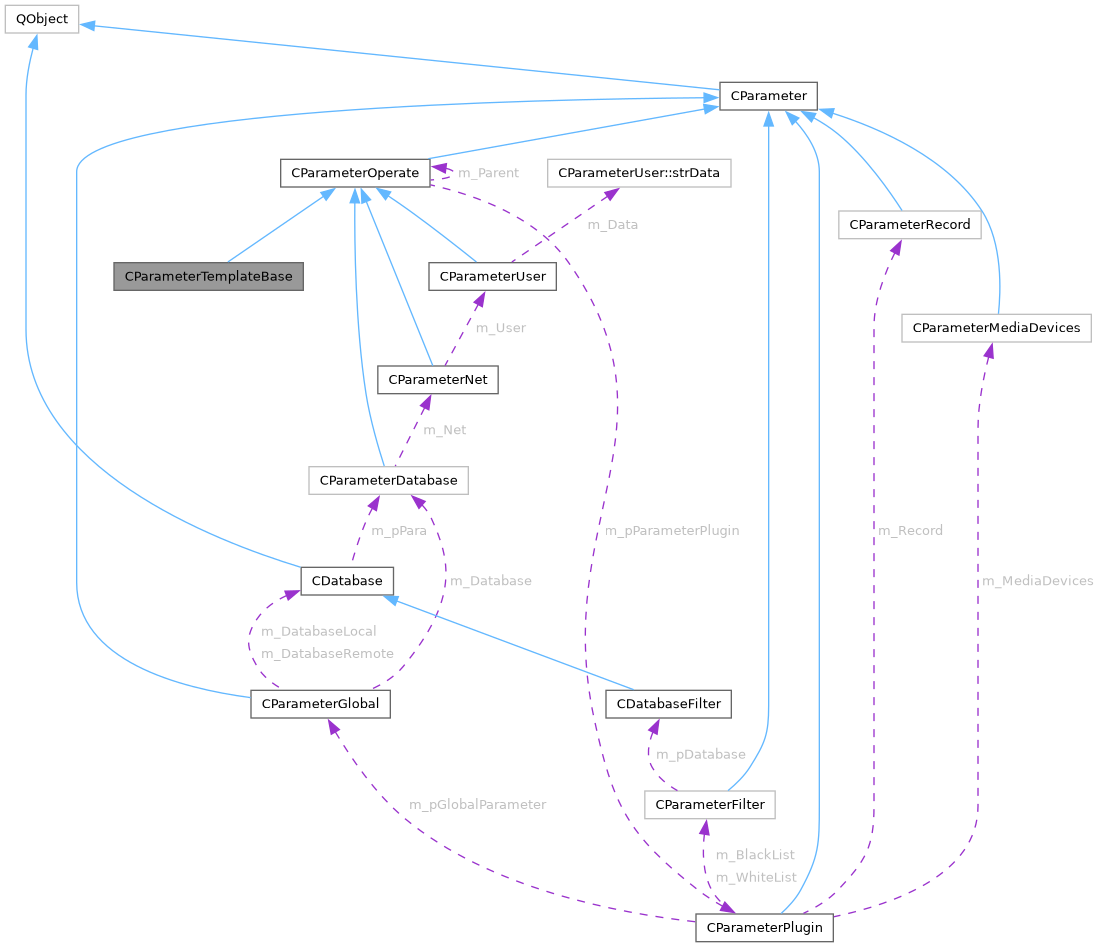 QObject
CParameter
CParameterOperate
m_Parent
CParameterUser::strData
m_Data
CParameterRecord
CParameterTemplateBase
CParameterUser
m_User
CParameterMediaDevices
CParameterNet
m_Net
CParameterDatabase
m_pPara
m_pParameterPlugin
m_Record
CDatabase
m_Database
m_MediaDevices
m_DatabaseLocal
m_DatabaseRemote
CParameterGlobal
CDatabaseFilter
m_pDatabase
m_pGlobalParameter
CParameterFilter
m_BlackList
m_WhiteList
CParameterPlugin